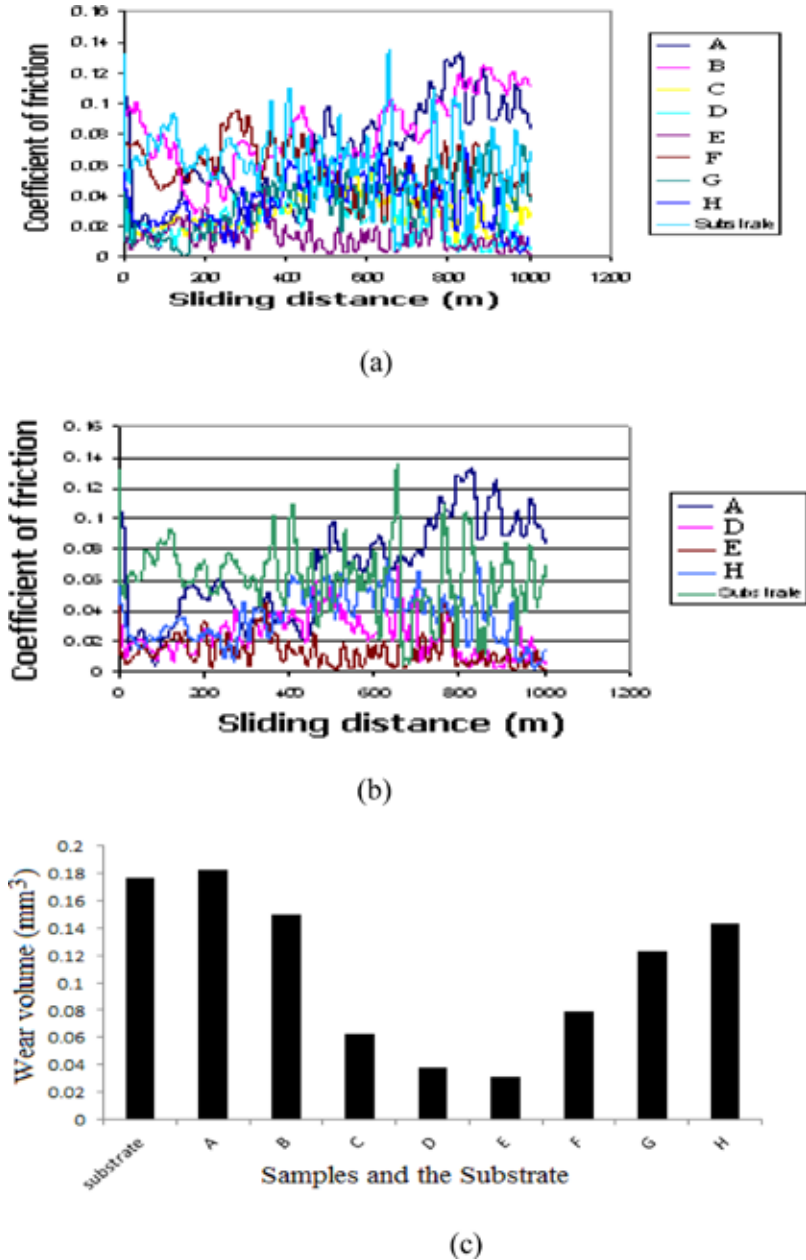 0.16
0.14
0.12
0.1
0.08
0.06
0.04
0.02
0
Coefficient of friction
0 200 400 600 800 1000 1200
Sliding distance (m)
A
B
C
D
E
F
G
H
Subs trale
(a)
0.16
0.14
0.12
0.1
0.08
0.06
0.04
0.02
0
Coefficient of friction
0 200 400 600 800 1000 1200
Sliding distance (m)
A
D
E
H
Subs trale
(b)
0.2
0.18
0.16
0.14
0.12
0.1
0.08
0.06
0.04
0.02
0
Wear volume (mm³)
substrate A B C D E F G H
Samples and the Substrate
(c)